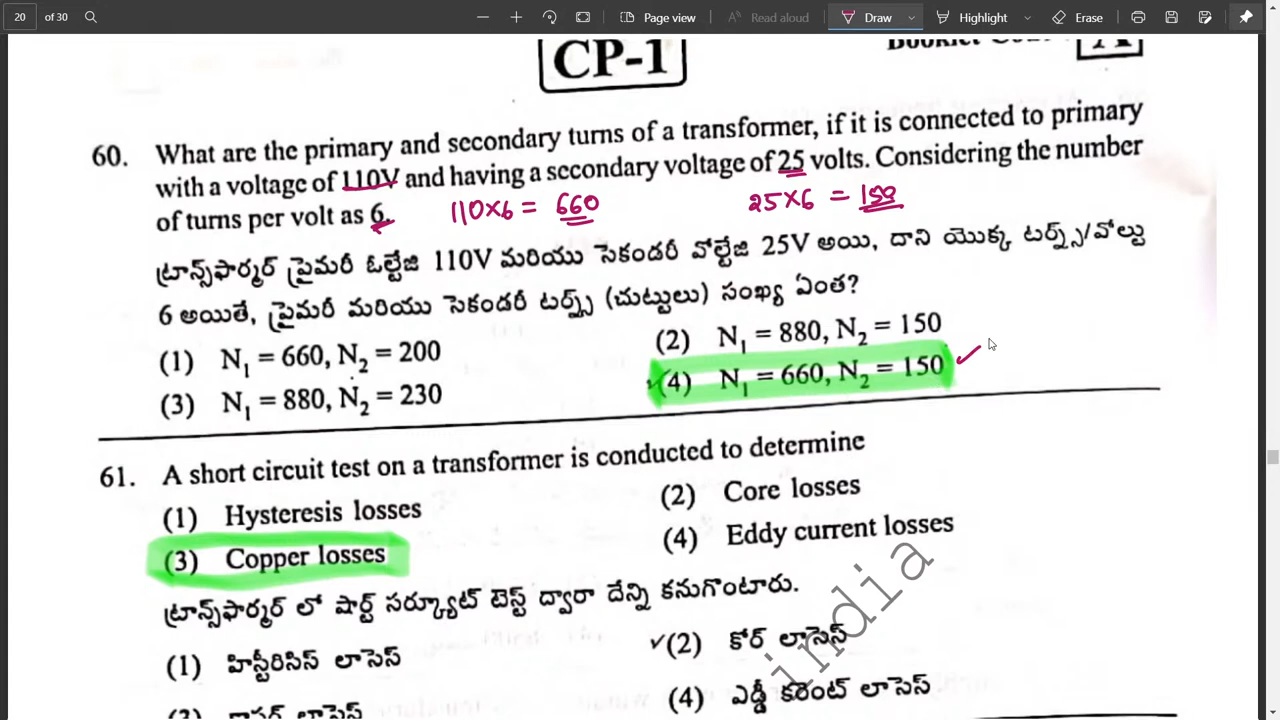 20 of 30
Page view
Read aloud
Draw
Highlight
Erase
CP-1
60. What are the primary and secondary turns of a transformer, if it is connected to primary
with a voltage of 110V and having a secondary voltage of 25 volts. Considering the number
of turns per volt as 6.
110×6 = 660
25×6 = 150
ట్రాన్స్‌ఫార్మర్ ప్రైమరీ ఓల్టేజి 110V మరియు సెకండరీ వోల్టేజి 25V అయి, దాని యొక్క టర్న్స్/వోల్టు
6 అయితే, ప్రైమరీ మరియు సెకండరీ టర్న్స్ (చుట్టులు) సంఖ్య ఏంత?
(1) N₁ = 660, N₂ = 200
(2) N₁ = 880, N₂ = 150
(3) N₁ = 880, N₂ = 230
(4) N₁ = 660, N₂ = 150
61. A short circuit test on a transformer is conducted to determine
(1) Hysteresis losses
(2) Core losses
(3) Copper losses
(4) Eddy current losses
ట్రాన్స్‌ఫార్మర్ లో షార్ట్ సర్క్యూట్ టెస్ట్ ద్వారా దేన్ని కనుగొంటారు.
(1) హిస్టీరిసిస్ లాసెస్
(2) కోర్ లాసెస్
(4) ఎడ్డీ కరంట్ లాసెస్
india